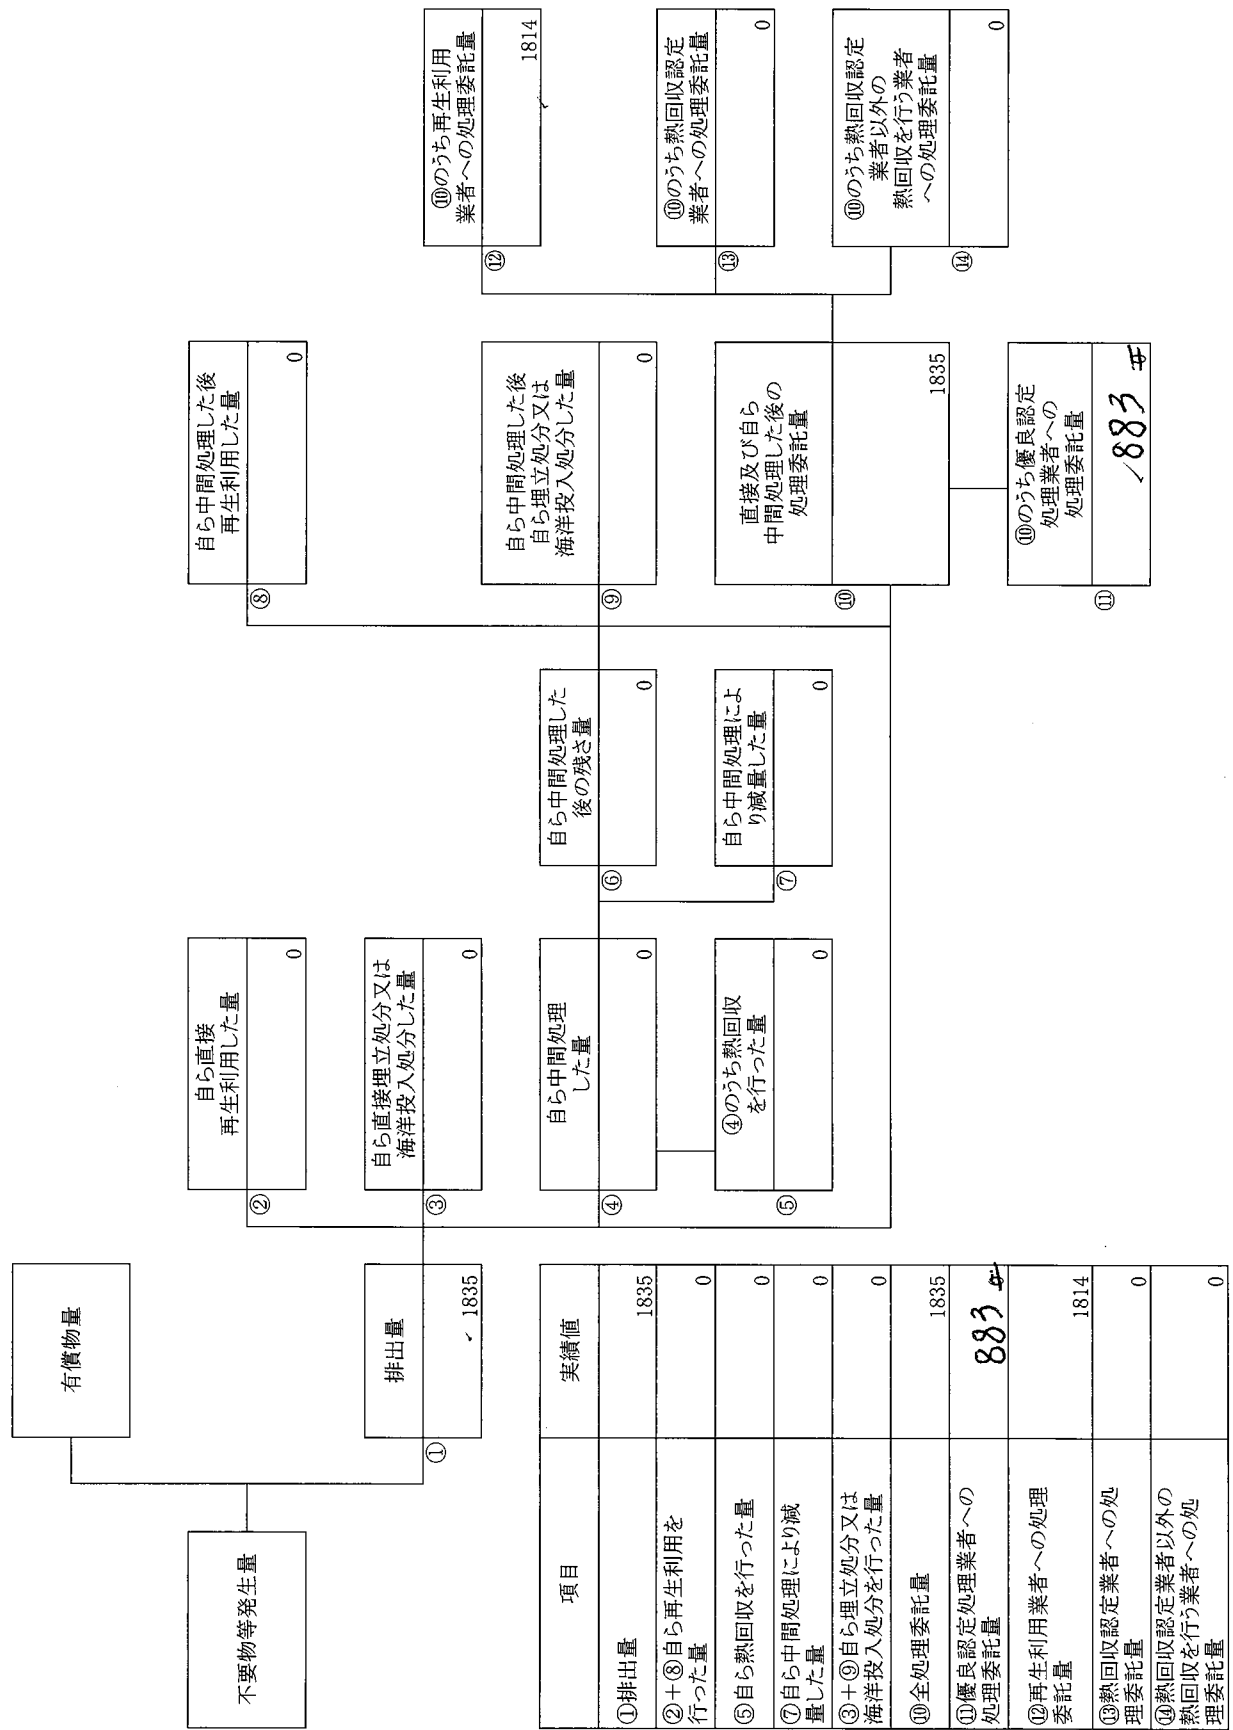 不要物等発生量
有償物量
①
排出量
1835
②
自ら直接
再生利用した量
0
③
自ら直接埋立処分又は
海洋投入処分した量
0
④
自ら中間処理
した量
0
⑤
④のうち熱回収
を行った量
0
⑥
自ら中間処理した
後の残さ量
0
⑦
自ら中間処理によ
り減量した量
0
⑧
自ら中間処理した後
再生利用した量
0
⑨
自ら中間処理した後
自ら埋立処分又は
海洋投入処分した量
0
⑩
直接及び自ら
中間処理した後の
処理委託量
1835
⑪
⑩のうち優良認定
処理業者への
処理委託量
883
⑫
⑩のうち再生利用
業者への処理委託量
1814
⑬
⑩のうち熱回収認定
業者への処理委託量
0
⑭
⑩のうち熱回収認定
業者以外の
熱回収を行う業者
への処理委託量
0
項目 実績値
①排出量 1835
②+⑧自ら再生利用を
行った量 0
⑤自ら熱回収を行った量 0
⑦自ら中間処理により減
量した量 0
③+⑨自ら埋立処分又は
海洋投入処分を行った量 0
⑩全処理委託量 1835
⑪優良認定処理業者への
処理委託量 883
⑫再生利用業者への処理
委託量 1814
⑬熱回収認定業者への処
理委託量 0
⑭熱回収認定業者以外の
熱回収を行う業者への処
理委託量 0